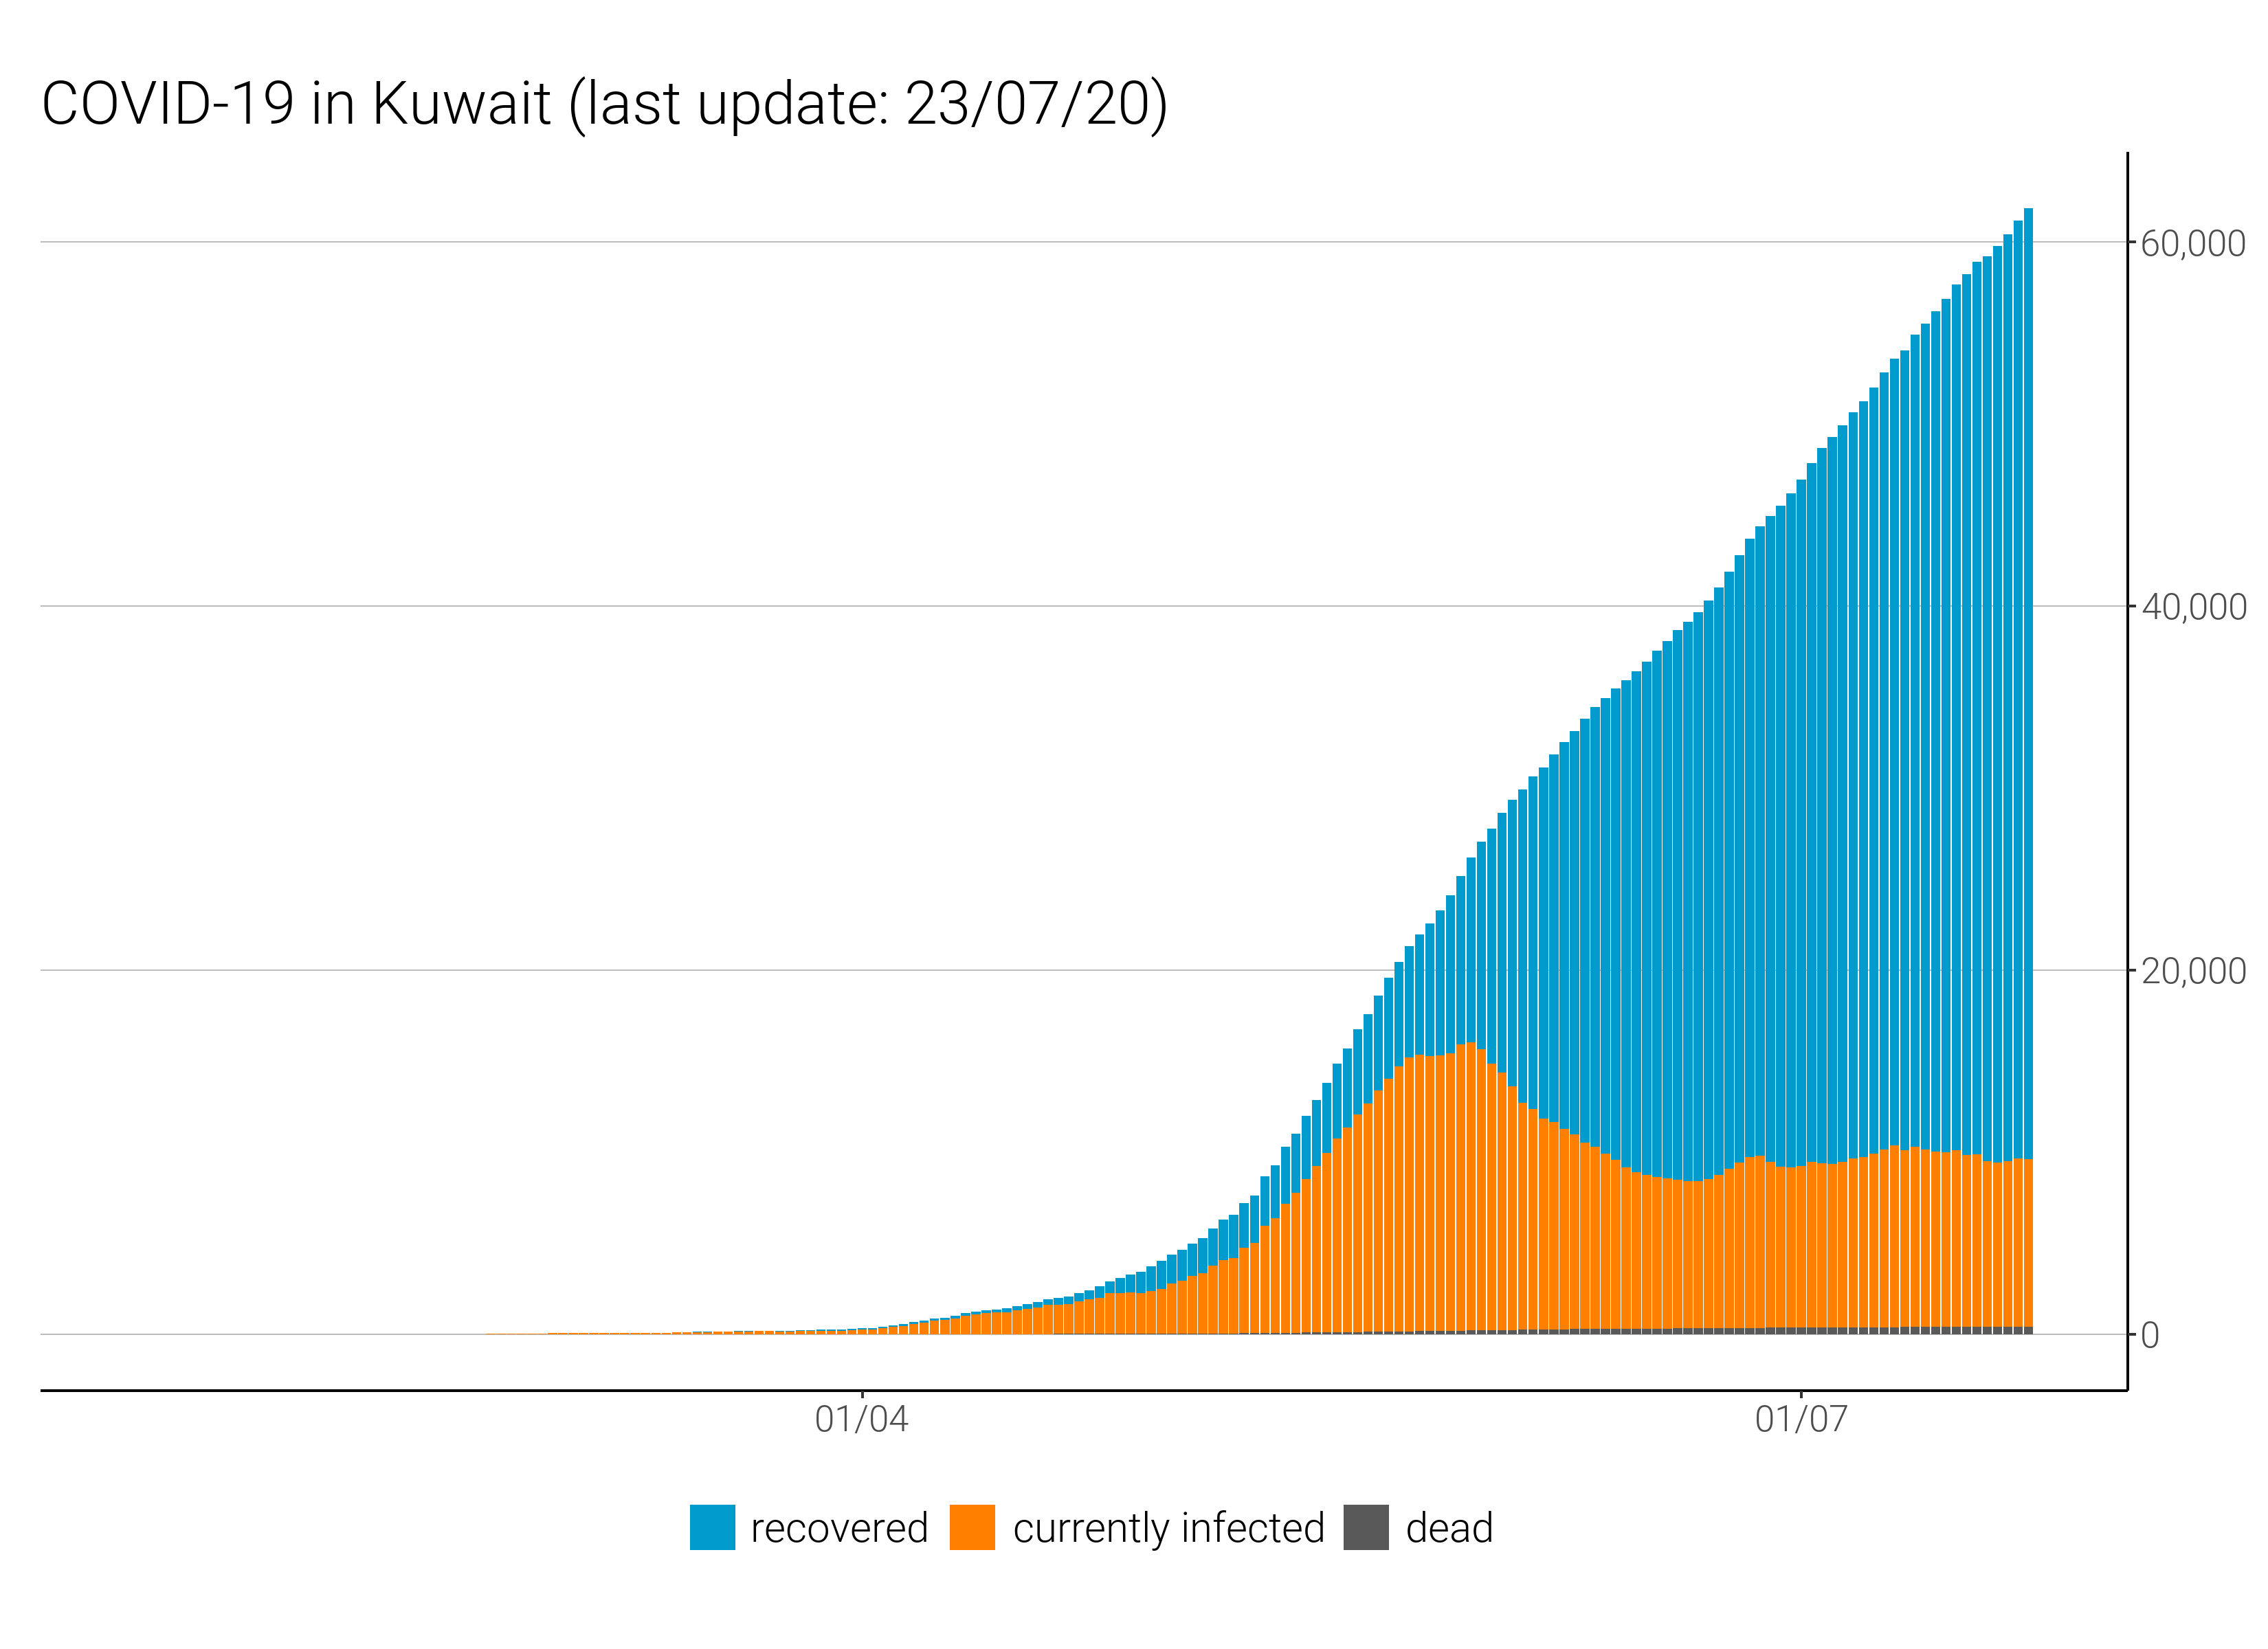 COVID-19 in Kuwait (last update: 23/07/20)
60,000
40,000
20,000
0
01/04 01/07
recovered currently infected dead